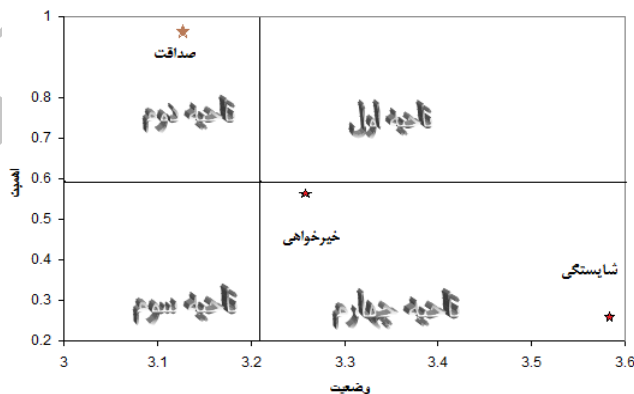 1
صداقت
0.8
ناحیه دوم
ناحیه اول
0.7
0.6
اهمیت
0.5
خیرخواهی
0.4
شایستگی
0.3
ناحیه سوم
ناحیه چهارم
0.2
3
3.1
3.2
3.3
3.4
3.5
3.6
وضعیت